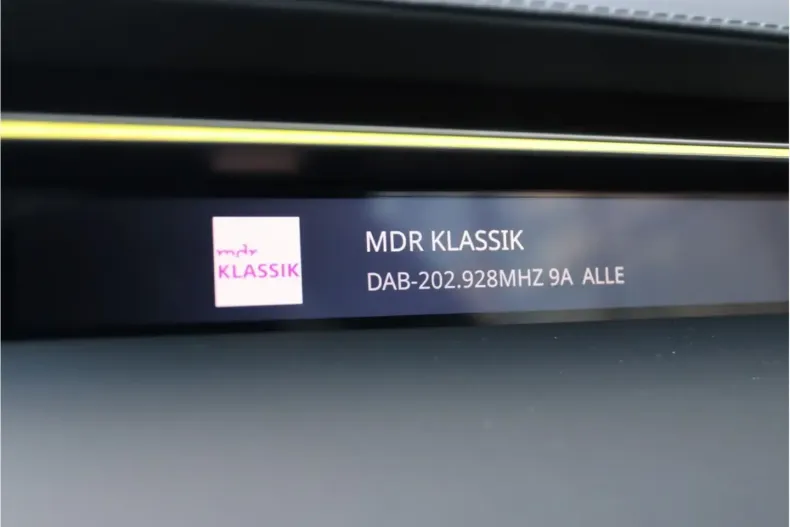 mdr
KLASSIK
MDR KLASSIK
DAB-202.928MHZ 9A ALLE